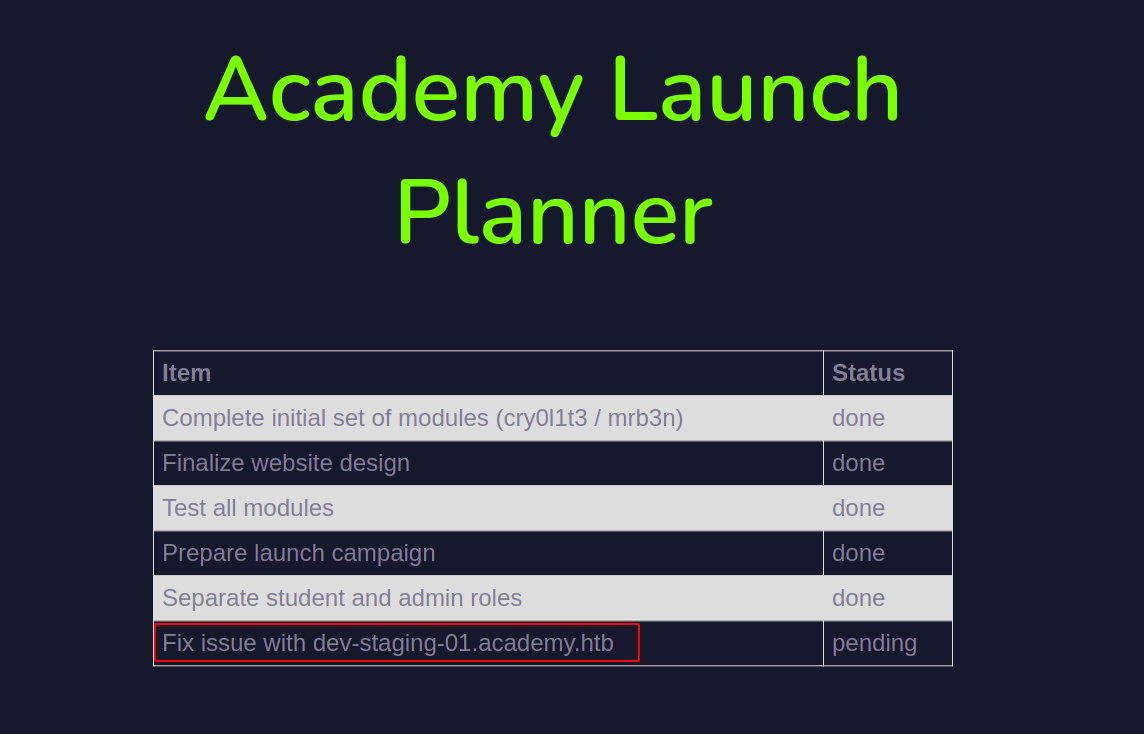 Academy Launch
Planner
Item Status
Complete initial set of modules (cry0l1t3 / mrb3n) done
Finalize website design done
Test all modules done
Prepare launch campaign done
Separate student and admin roles done
Fix issue with dev-staging-01.academy.htb pending